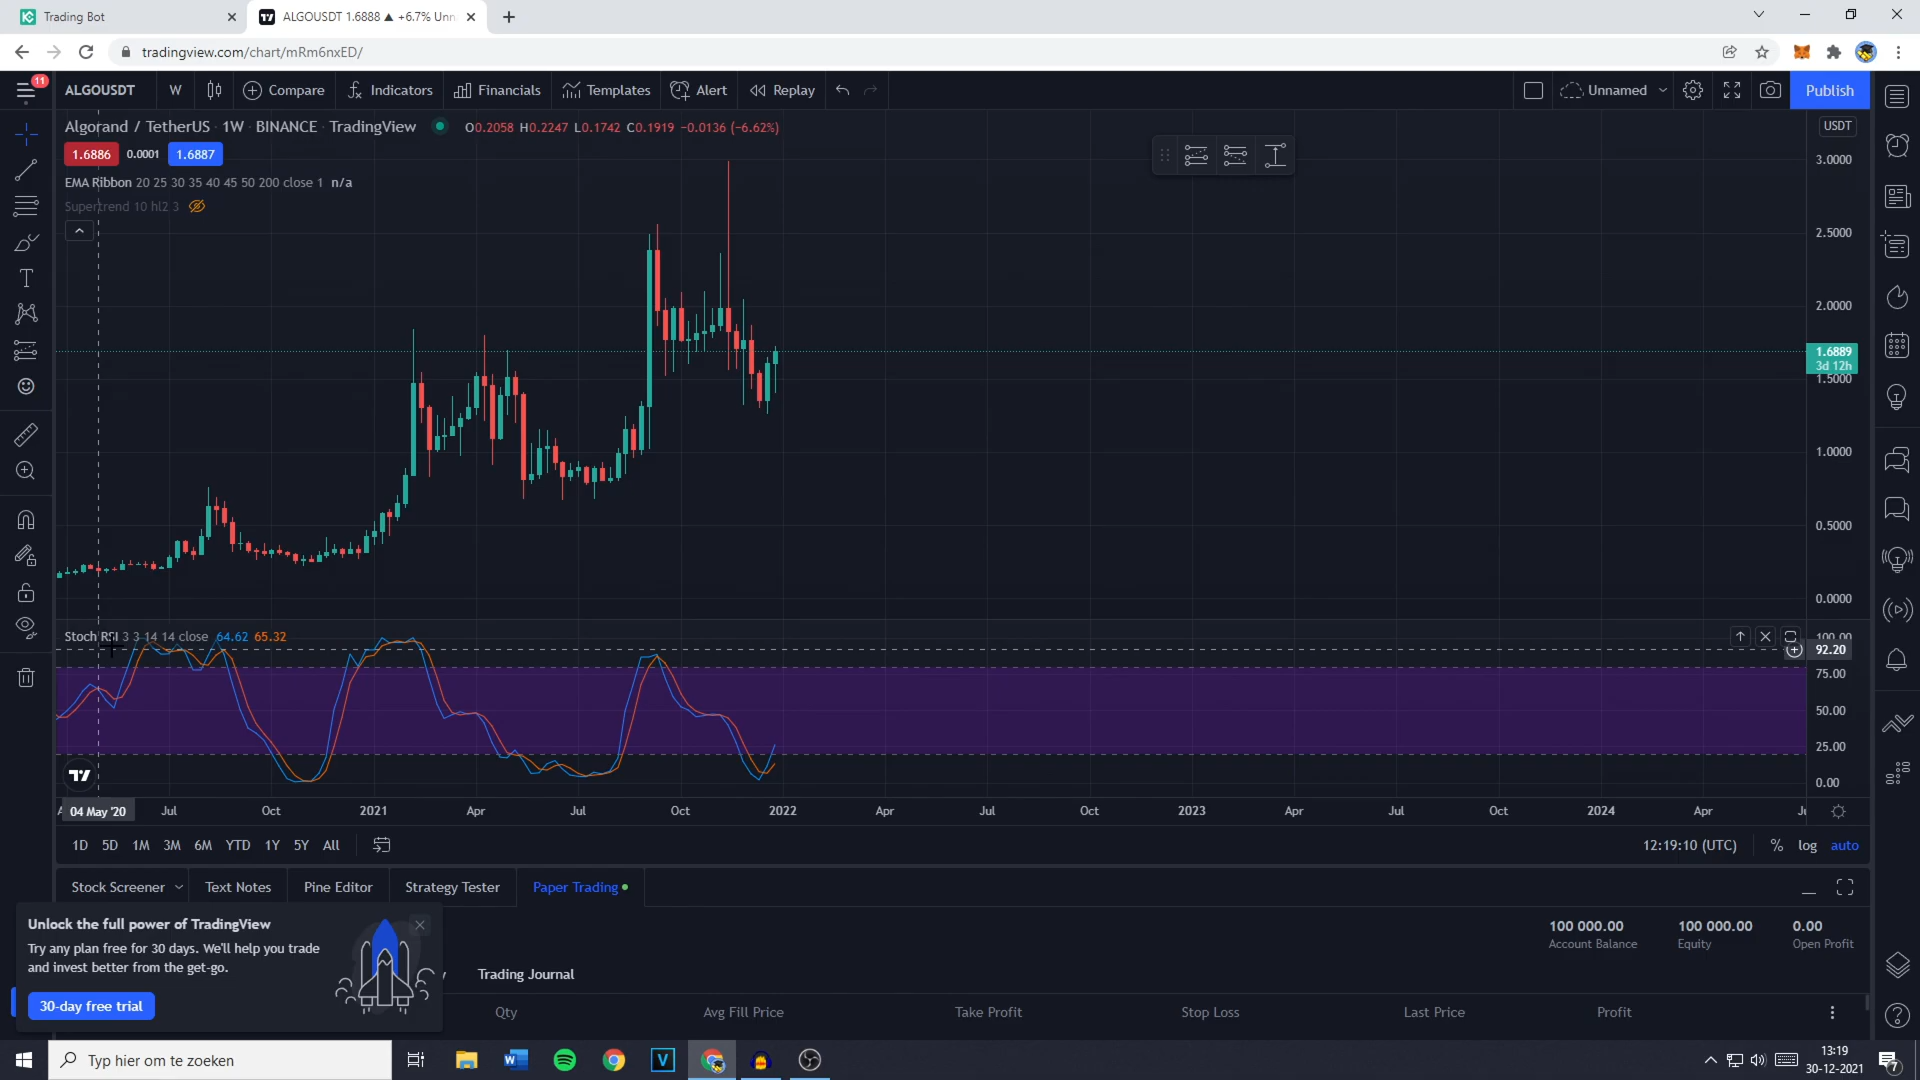 Trading Bot
ALGOUSDT 1.6888 ▲ +6.7% Unn
tradingview.com/chart/mRm6nxED/
11
ALGOUSDT W Compare Indicators Financials Templates Alert Replay Unnamed Publish
Algorand / TetherUS · 1W · BINANCE · TradingView O0.2058 H0.2247 L0.1742 C0.1919 −0.0136 (−6.62%)
USDT
1.6886 0.0001 1.6887
EMA Ribbon 20 25 30 35 40 45 50 200 close 1 n/a
Supertrend 10 hl2 3
3.0000
2.5000
2.0000
1.6889
3d 12h
1.5000
1.0000
0.5000
0.0000
Stoch RSI 3 3 14 14 close 64.62 65.32
100.00
92.20
75.00
50.00
25.00
0.00
04 May '20 Jul Oct 2021 Apr Jul Oct 2022 Apr Jul Oct 2023 Apr Jul Oct 2024 Apr
1D 5D 1M 3M 6M YTD 1Y 5Y All 12:19:10 (UTC) % log auto
Stock Screener Text Notes Pine Editor Strategy Tester Paper Trading
Unlock the full power of TradingView
Try any plan free for 30 days. We'll help you trade
and invest better from the get-go.
30-day free trial
100 000.00 100 000.00 0.00
Account Balance Equity Open Profit
Trading Journal
Qty Avg Fill Price Take Profit Stop Loss Last Price Profit
Typ hier om te zoeken
13:19
30-12-2021
7